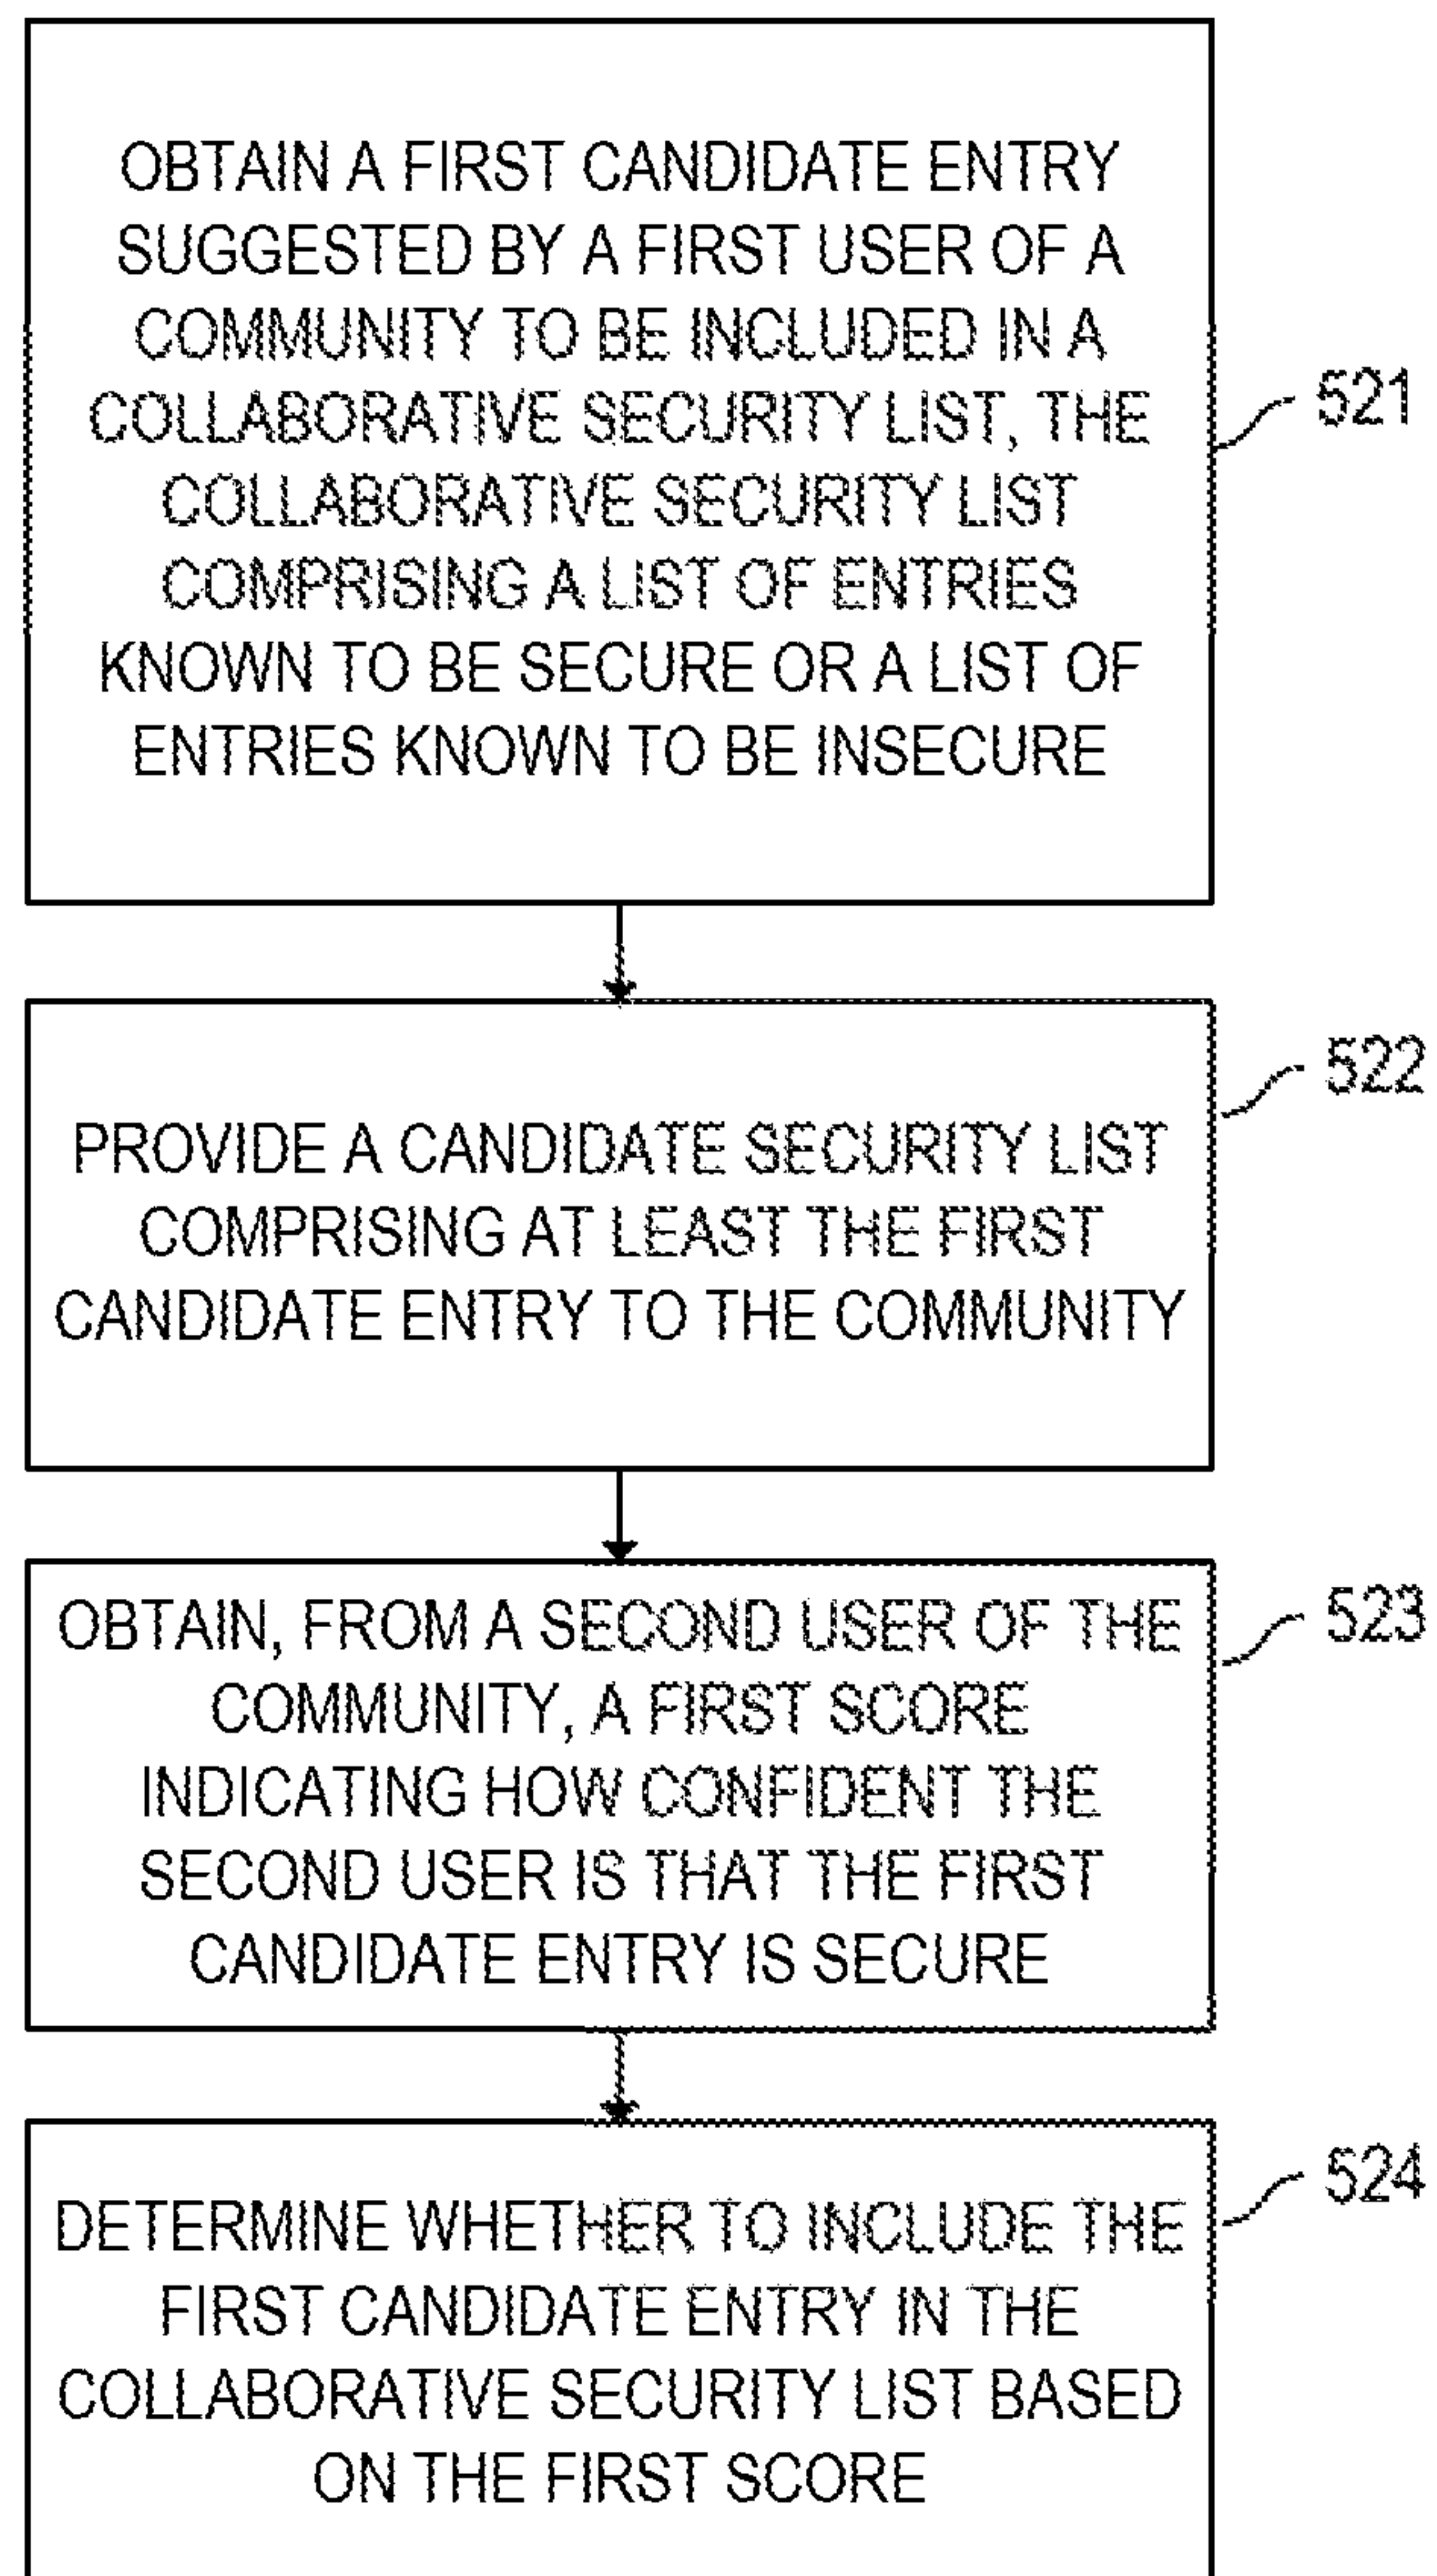 OBTAIN A FIRST CANDIDATE ENTRY
SUGGESTED BY A FIRST USER OF A
COMMUNITY TO BE INCLUDED IN A
COLLABORATIVE SECURITY LIST, THE
COLLABORATIVE SECURITY LIST
COMPRISING A LIST OF ENTRIES
KNOWN TO BE SECURE OR A LIST OF
ENTRIES KNOWN TO BE INSECURE
521
PROVIDE A CANDIDATE SECURITY LIST
COMPRISING AT LEAST THE FIRST
CANDIDATE ENTRY TO THE COMMUNITY
522
OBTAIN, FROM A SECOND USER OF THE
COMMUNITY, A FIRST SCORE
INDICATING HOW CONFIDENT THE
SECOND USER IS THAT THE FIRST
CANDIDATE ENTRY IS SECURE
523
DETERMINE WHETHER TO INCLUDE THE
FIRST CANDIDATE ENTRY IN THE
COLLABORATIVE SECURITY LIST BASED
ON THE FIRST SCORE
524